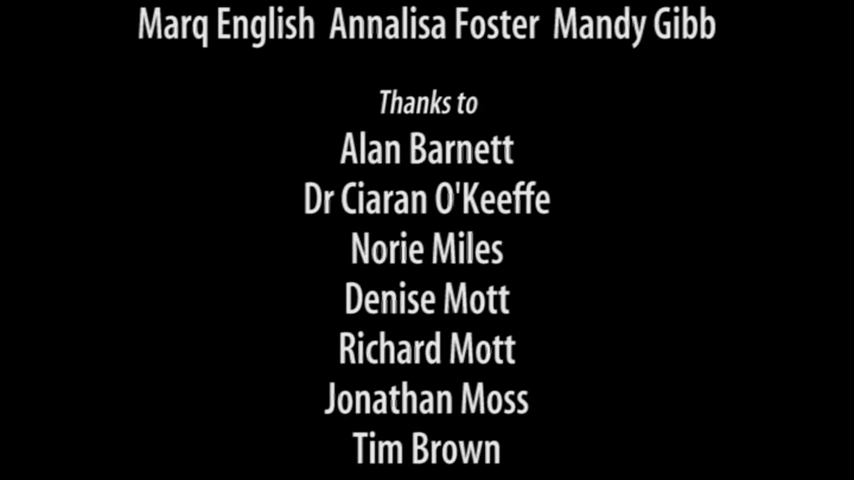 Marq English  Annalisa Foster  Mandy Gibb
Thanks to
Alan Barnett
Dr Ciaran O'Keeffe
Norie Miles
Denise Mott
Richard Mott
Jonathan Moss
Tim Brown